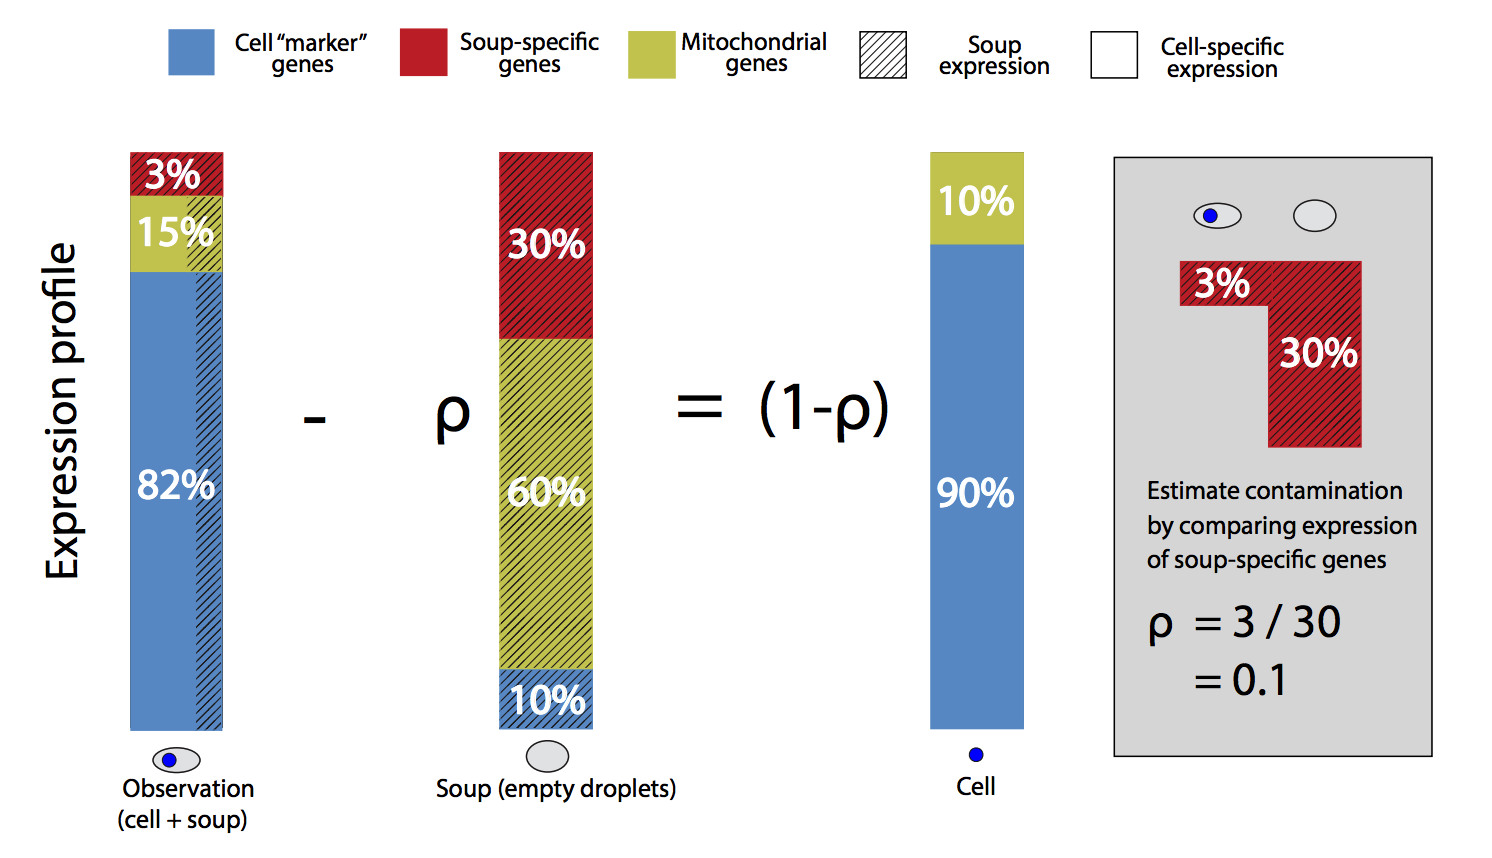 Cell “marker” genes
Soup-specific genes
Mitochondrial genes
Soup expression
Cell-specific expression
Expression profile
3%
15%
82%
-
ρ
30%
60%
10%
= (1-ρ)
10%
90%
Observation
(cell + soup)
Soup (empty droplets)
Cell
3%
30%
Estimate contamination
by comparing expression
of soup-specific genes
ρ = 3 / 30
= 0.1